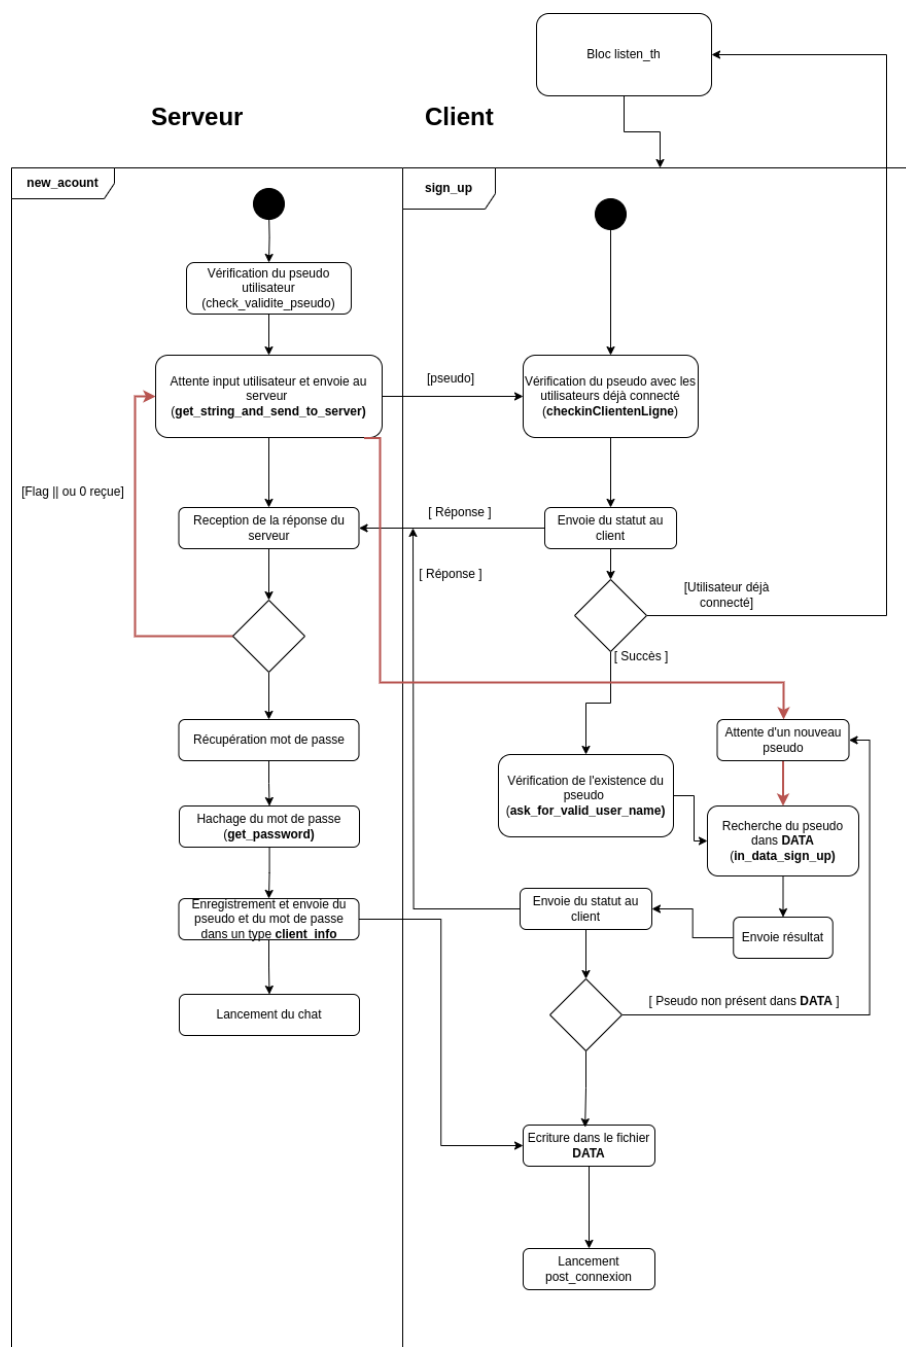 Bloc listen_th
Serveur
Client
new_acount
sign_up
Vérification du pseudo
utilisateur
(check_validite_pseudo)
Attente input utilisateur et envoie au
serveur
(get_string_and_send_to_server)
[pseudo]
Vérification du pseudo avec les
utilisateurs déjà connecté
(checkinClientenLigne)
[Flag || ou 0 reçue]
Reception de la réponse du
serveur
[ Réponse ]
Envoie du statut au
client
[ Réponse ]
[Utilisateur déjà
connecté]
[ Succès ]
Récupération mot de passe
Attente d'un nouveau
pseudo
Vérification de l'existence du
pseudo
(ask_for_valid_user_name)
Hachage du mot de passe
(get_password)
Recherche du pseudo
dans DATA
(in_data_sign_up)
Enregistrement et envoie du
pseudo et du mot de passe
dans un type client_info
Envoie du statut au
client
Envoie résultat
Lancement du chat
[ Pseudo non présent dans DATA ]
Ecriture dans le fichier
DATA
Lancement
post_connexion